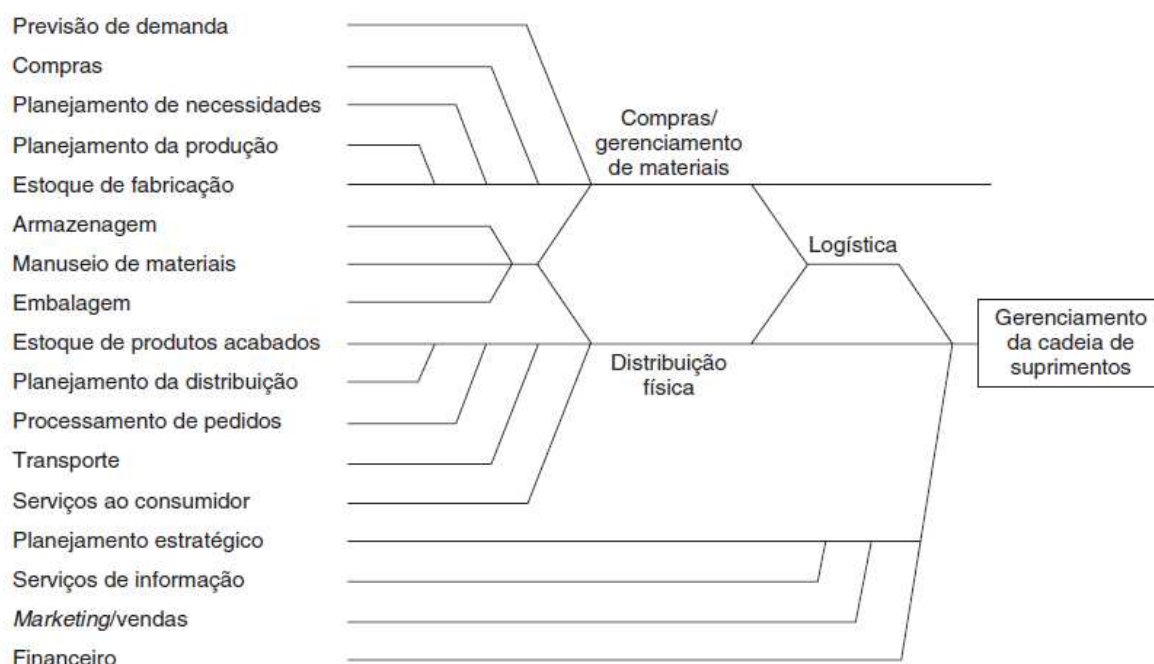 Previsão de demanda
Compras
Planejamento de necessidades
Planejamento da produção
Estoque de fabricação
Armazenagem
Manuseio de materiais
Embalagem
Estoque de produtos acabados
Planejamento da distribuição
Processamento de pedidos
Transporte
Serviços ao consumidor
Planejamento estratégico
Serviços de informação
Marketing/vendas
Financeiro
Compras/
gerenciamento
de materiais
Distribuição
física
Logística
Gerenciamento
da cadeia de
suprimentos